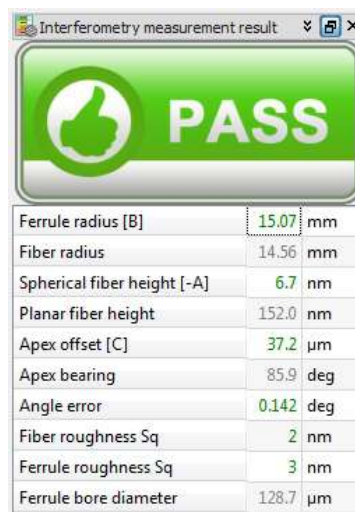 Interferometry measurement result
PASS
Ferrule radius [B] 15.07 mm
Fiber radius 14.56 mm
Spherical fiber height [-A] 6.7 nm
Planar fiber height 152.0 nm
Apex offset [C] 37.2 µm
Apex bearing 85.9 deg
Angle error 0.142 deg
Fiber roughness Sq 2 nm
Ferrule roughness Sq 3 nm
Ferrule bore diameter 128.7 µm